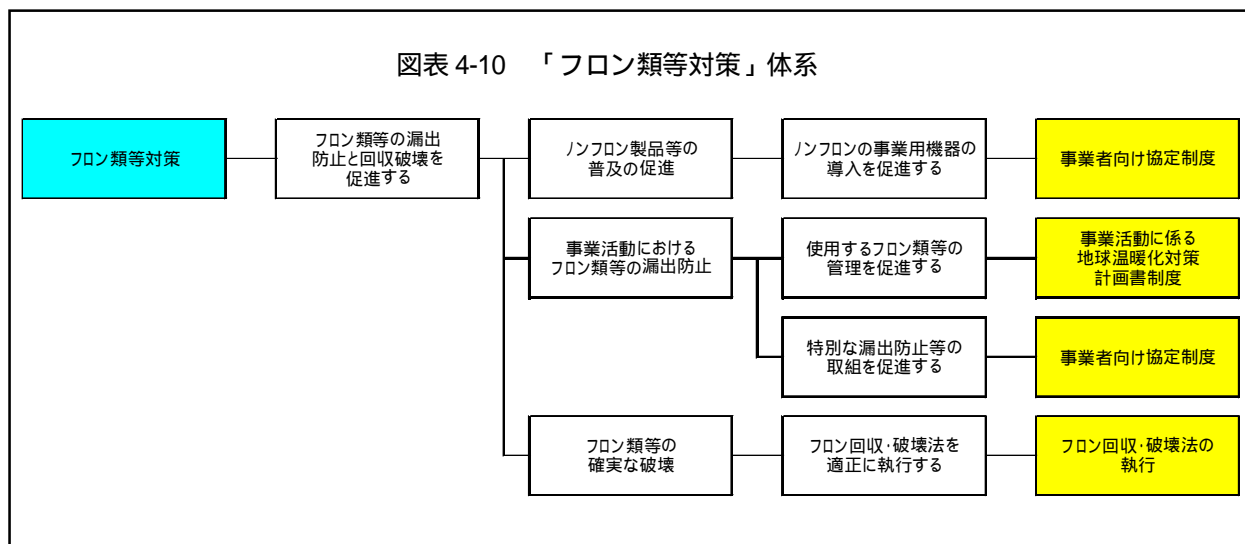 図表 4-10 「フロン類等対策」体系
フロン類等対策
フロン類等の漏出
防止と回収破壊を
促進する
ノンフロン製品等の
普及の促進
ノンフロンの事業用機器の
導入を促進する
事業者向け協定制度
事業活動における
フロン類等の漏出防止
使用するフロン類等の
管理を促進する
事業活動に係る
地球温暖化対策
計画書制度
特別な漏出防止等の
取組を促進する
事業者向け協定制度
フロン類等の
確実な破壊
フロン回収・破壊法を
適正に執行する
フロン回収・破壊法の
執行